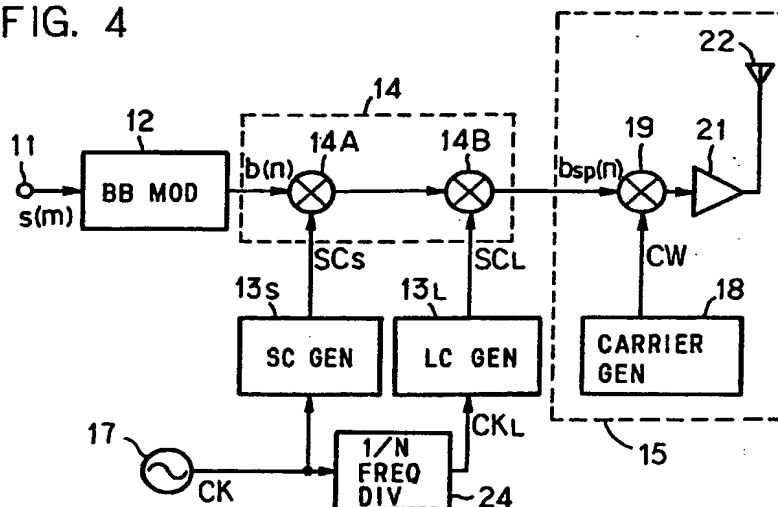 FIG. 4
22
14
12
14A
14B
19
21
11
b(n)
bsp(n)
s(m)
BB MOD
SCs
SCL
CW
13s
13L
18
SC GEN
LC GEN
CARRIER
GEN
17
CKL
15
CK
1/N
FREQ
DIV
24